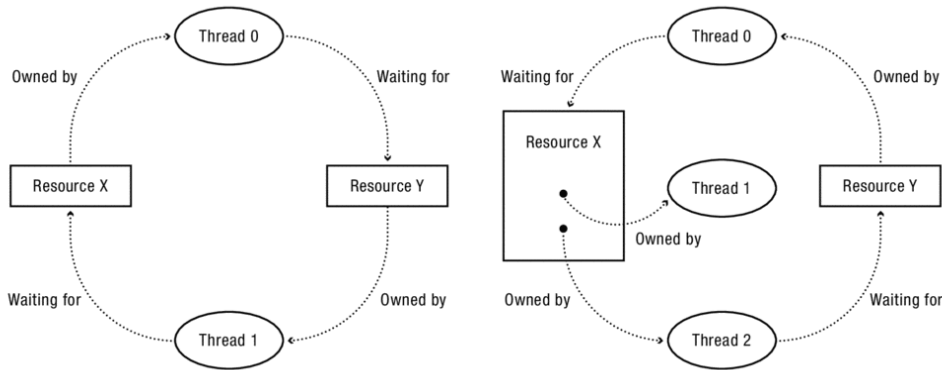 Thread 0
Owned by
Waiting for
Resource X
Resource Y
Waiting for
Owned by
Thread 1
Thread 0
Waiting for
Owned by
Resource X
Thread 1
Resource Y
Owned by
Owned by
Waiting for
Thread 2